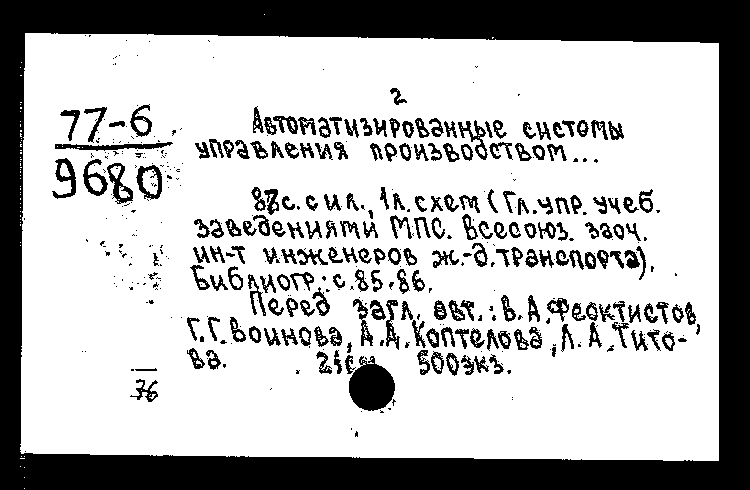 2
77-6
9680
Автоматизированные системы
управления производством...
с. с ил., 1л. схем (Гл. упр. учеб.
заведениями МПС. Всесоюз. заоч.
ин-т инженеров ж.-д. транспорта).
Библиогр.: с. 85-86.
Перед загл. авт.: В.А. Феоктистов,
Г.Г. Воинова, А.А. Коптелова, Л.А. Тито-
ва. 21см 500экз.
76